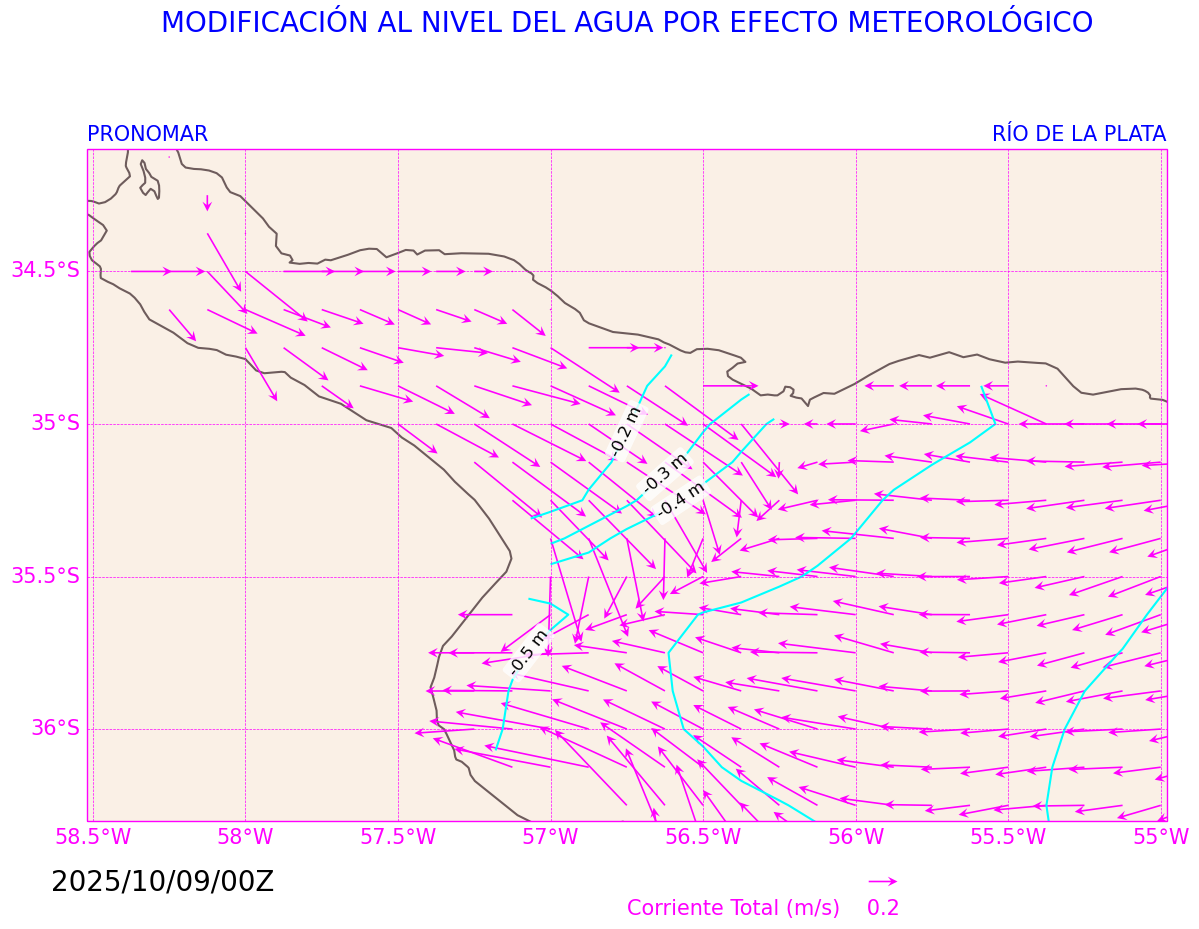 MODIFICACIÓN AL NIVEL DEL AGUA POR EFECTO METEOROLÓGICO
PRONOMAR
RÍO DE LA PLATA
34.5°S
35°S
35.5°S
36°S
-0.2 m
-0.3 m
-0.4 m
-0.5 m
58.5°W
58°W
57.5°W
57°W
56.5°W
56°W
55.5°W
55°W
2025/10/09/00Z
Corriente Total (m/s) 0.2